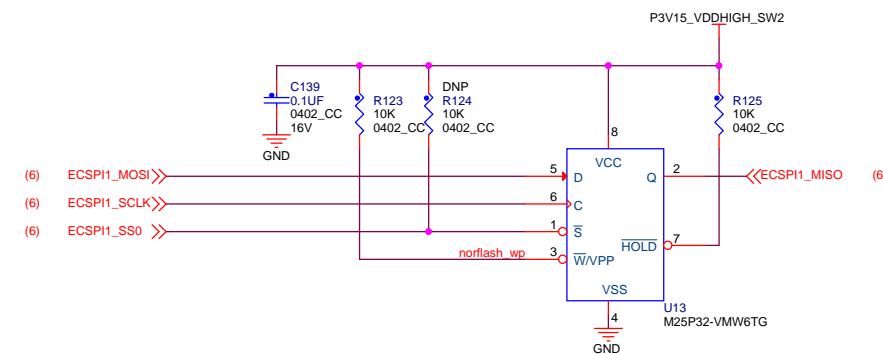 P3V15_VDDHIGH_SW2
C139
0.1UF
0402_CC
16V
GND
R123
10K
0402_CC
DNP
R124
10K
0402_CC
R125
10K
0402_CC
8
VCC
(6) ECSPI1_MOSI
5
D
Q
2
ECSPI1_MISO
(6
(6) ECSPI1_SCLK
6
C
(6) ECSPI1_SS0
1
S
HOLD
7
norflash_wp
3
W/VPP
VSS
4
GND
U13
M25P32-VMW6TG